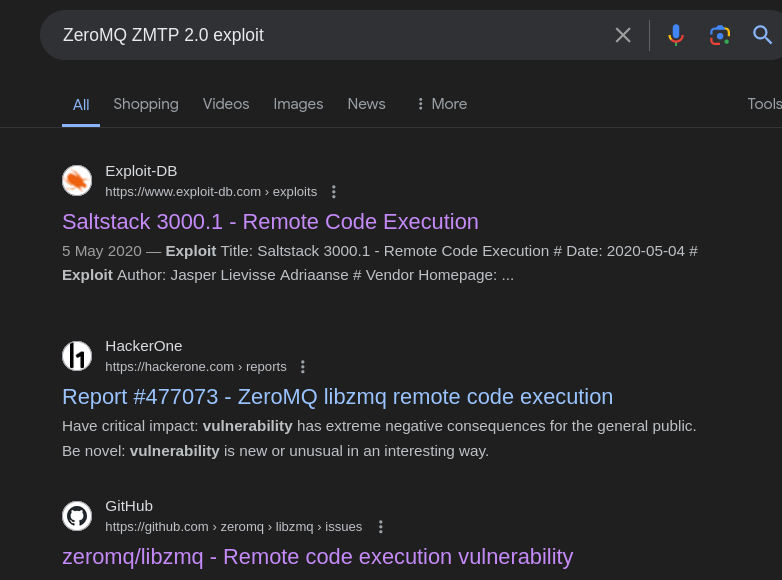 ZeroMQ ZMTP 2.0 exploit
All Shopping Videos Images News More Tools
Exploit-DB
https://www.exploit-db.com › exploits
Saltstack 3000.1 - Remote Code Execution
5 May 2020 — Exploit Title: Saltstack 3000.1 - Remote Code Execution # Date: 2020-05-04 #
Exploit Author: Jasper Lievisse Adriaanse # Vendor Homepage: ...
HackerOne
https://hackerone.com › reports
Report #477073 - ZeroMQ libzmq remote code execution
Have critical impact: vulnerability has extreme negative consequences for the general public.
Be novel: vulnerability is new or unusual in an interesting way.
GitHub
https://github.com › zeromq › libzmq › issues
zeromq/libzmq - Remote code execution vulnerability